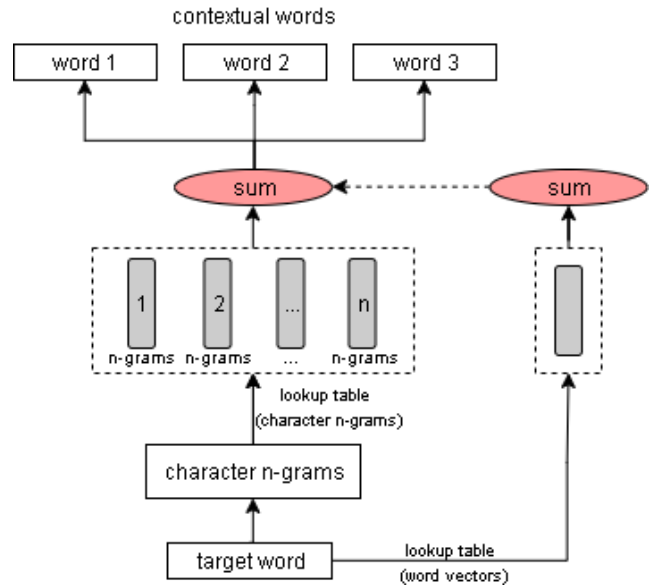 contextual words
word 1
word 2
word 3
sum
sum
1
2
...
n
n-grams
n-grams
...
n-grams
lookup table
(character n-grams)
character n-grams
target word
lookup table
(word vectors)